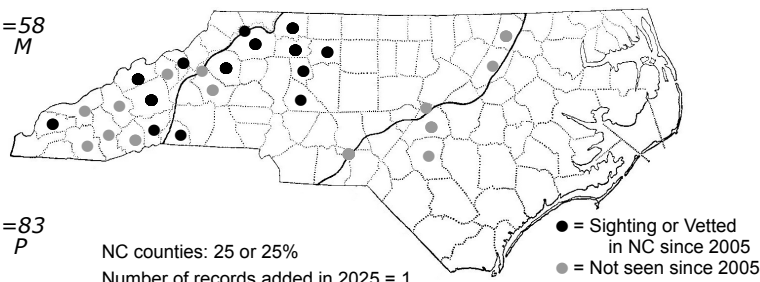 =58
M
=83
P
NC counties: 25 or 25%
Number of records added in 2025 = 1
= Sighting or Vetted
in NC since 2005
= Not seen since 2005